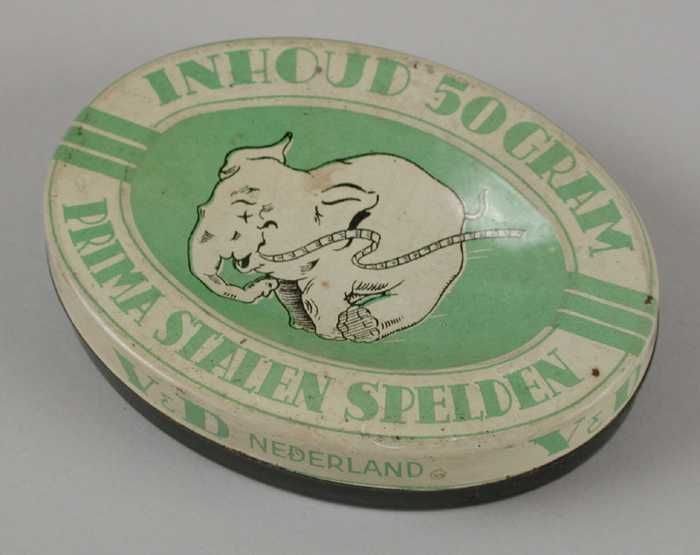 INHOUD 50 GRAM
PRIMA STALEN SPELDEN
V&D NEDERLAND
V&D